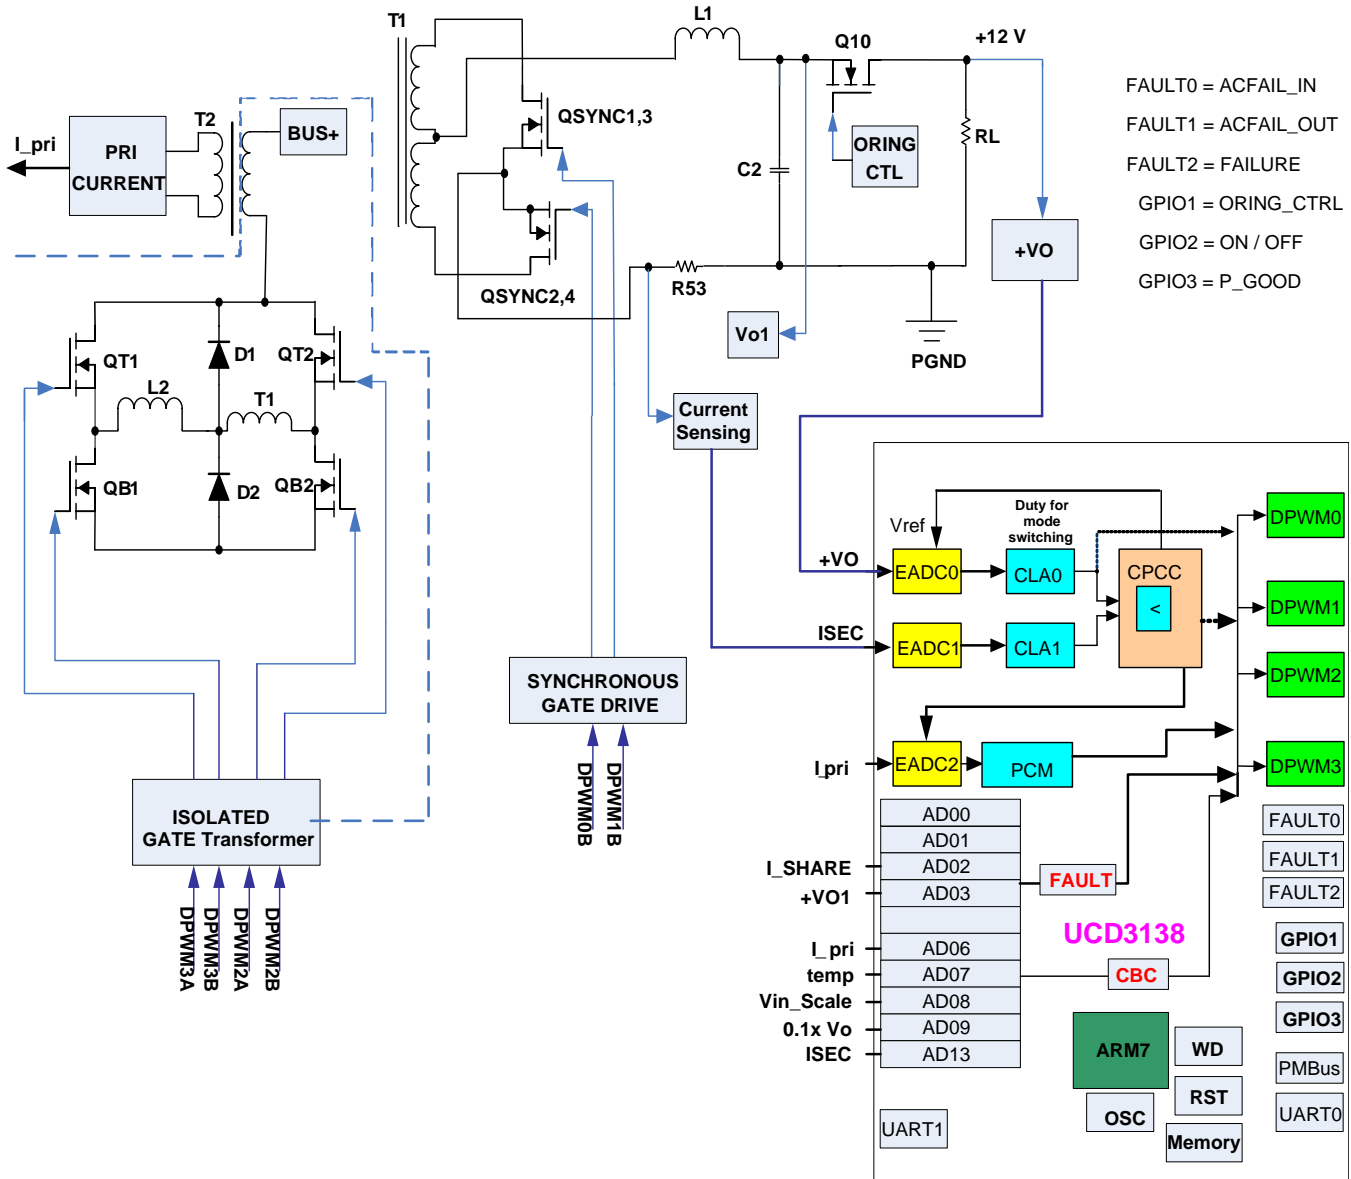 T1
L1
Q10
+12 V
FAULT0 = ACFAIL_IN
FAULT1 = ACFAIL_OUT
FAULT2 = FAILURE
GPIO1 = ORING_CTRL
GPIO2 = ON / OFF
GPIO3 = P_GOOD
I_pri
PRI
CURRENT
T2
BUS+
QSYNC1,3
C2
ORING
CTL
RL
+VO
QSYNC2,4
R53
Vo1
PGND
QT1
D1
QT2
L2
T1
Current
Sensing
QB1
D2
QB2
Vref
Duty for
mode
switching
DPWM0
+VO
EADC0
CLA0
CPCC
<
DPWM1
ISEC
EADC1
CLA1
DPWM2
SYNCHRONOUS
GATE DRIVE
I_pri
EADC2
PCM
DPWM3
DPWM0B
DPWM1B
ISOLATED
GATE Transformer
DPWM3A
DPWM3B
DPWM2A
DPWM2B
AD00
AD01
I_SHARE
AD02
+VO1
AD03
I_pri
AD06
temp
AD07
Vin_Scale
AD08
0.1x Vo
AD09
ISEC
AD13
FAULT
UCD3138
CBC
FAULT0
FAULT1
FAULT2
GPIO1
GPIO2
GPIO3
PMBus
UART0
ARM7
WD
RST
OSC
Memory
UART1